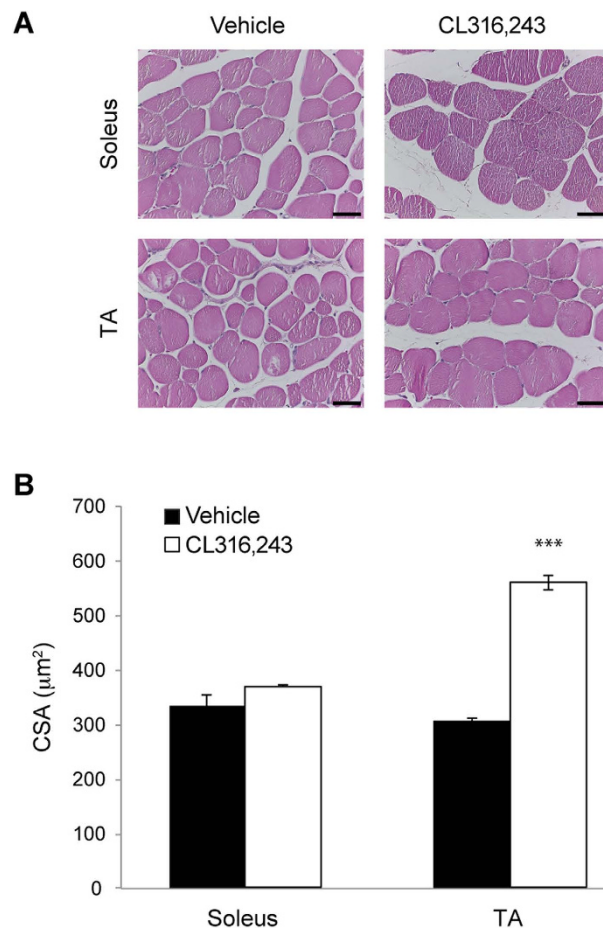 A
Vehicle
CL316,243
Soleus
TA
B
700
600
500
400
300
200
100
0
CSA (μm²)
Vehicle
CL316,243
***
Soleus
TA